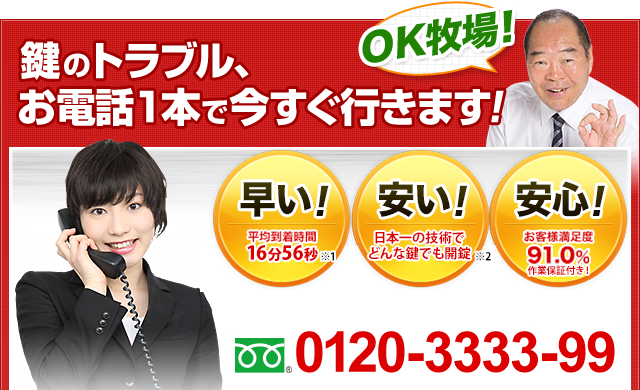 OK牧場！
鍵のトラブル、
お電話1本で今すぐ行きます！
早い！
平均到着時間
16分56秒 ※1
安い！
日本一の技術で
どんな鍵でも開錠 ※2
安心！
お客様満足度
91.0%
作業保証付き！
® 0120-3333-99